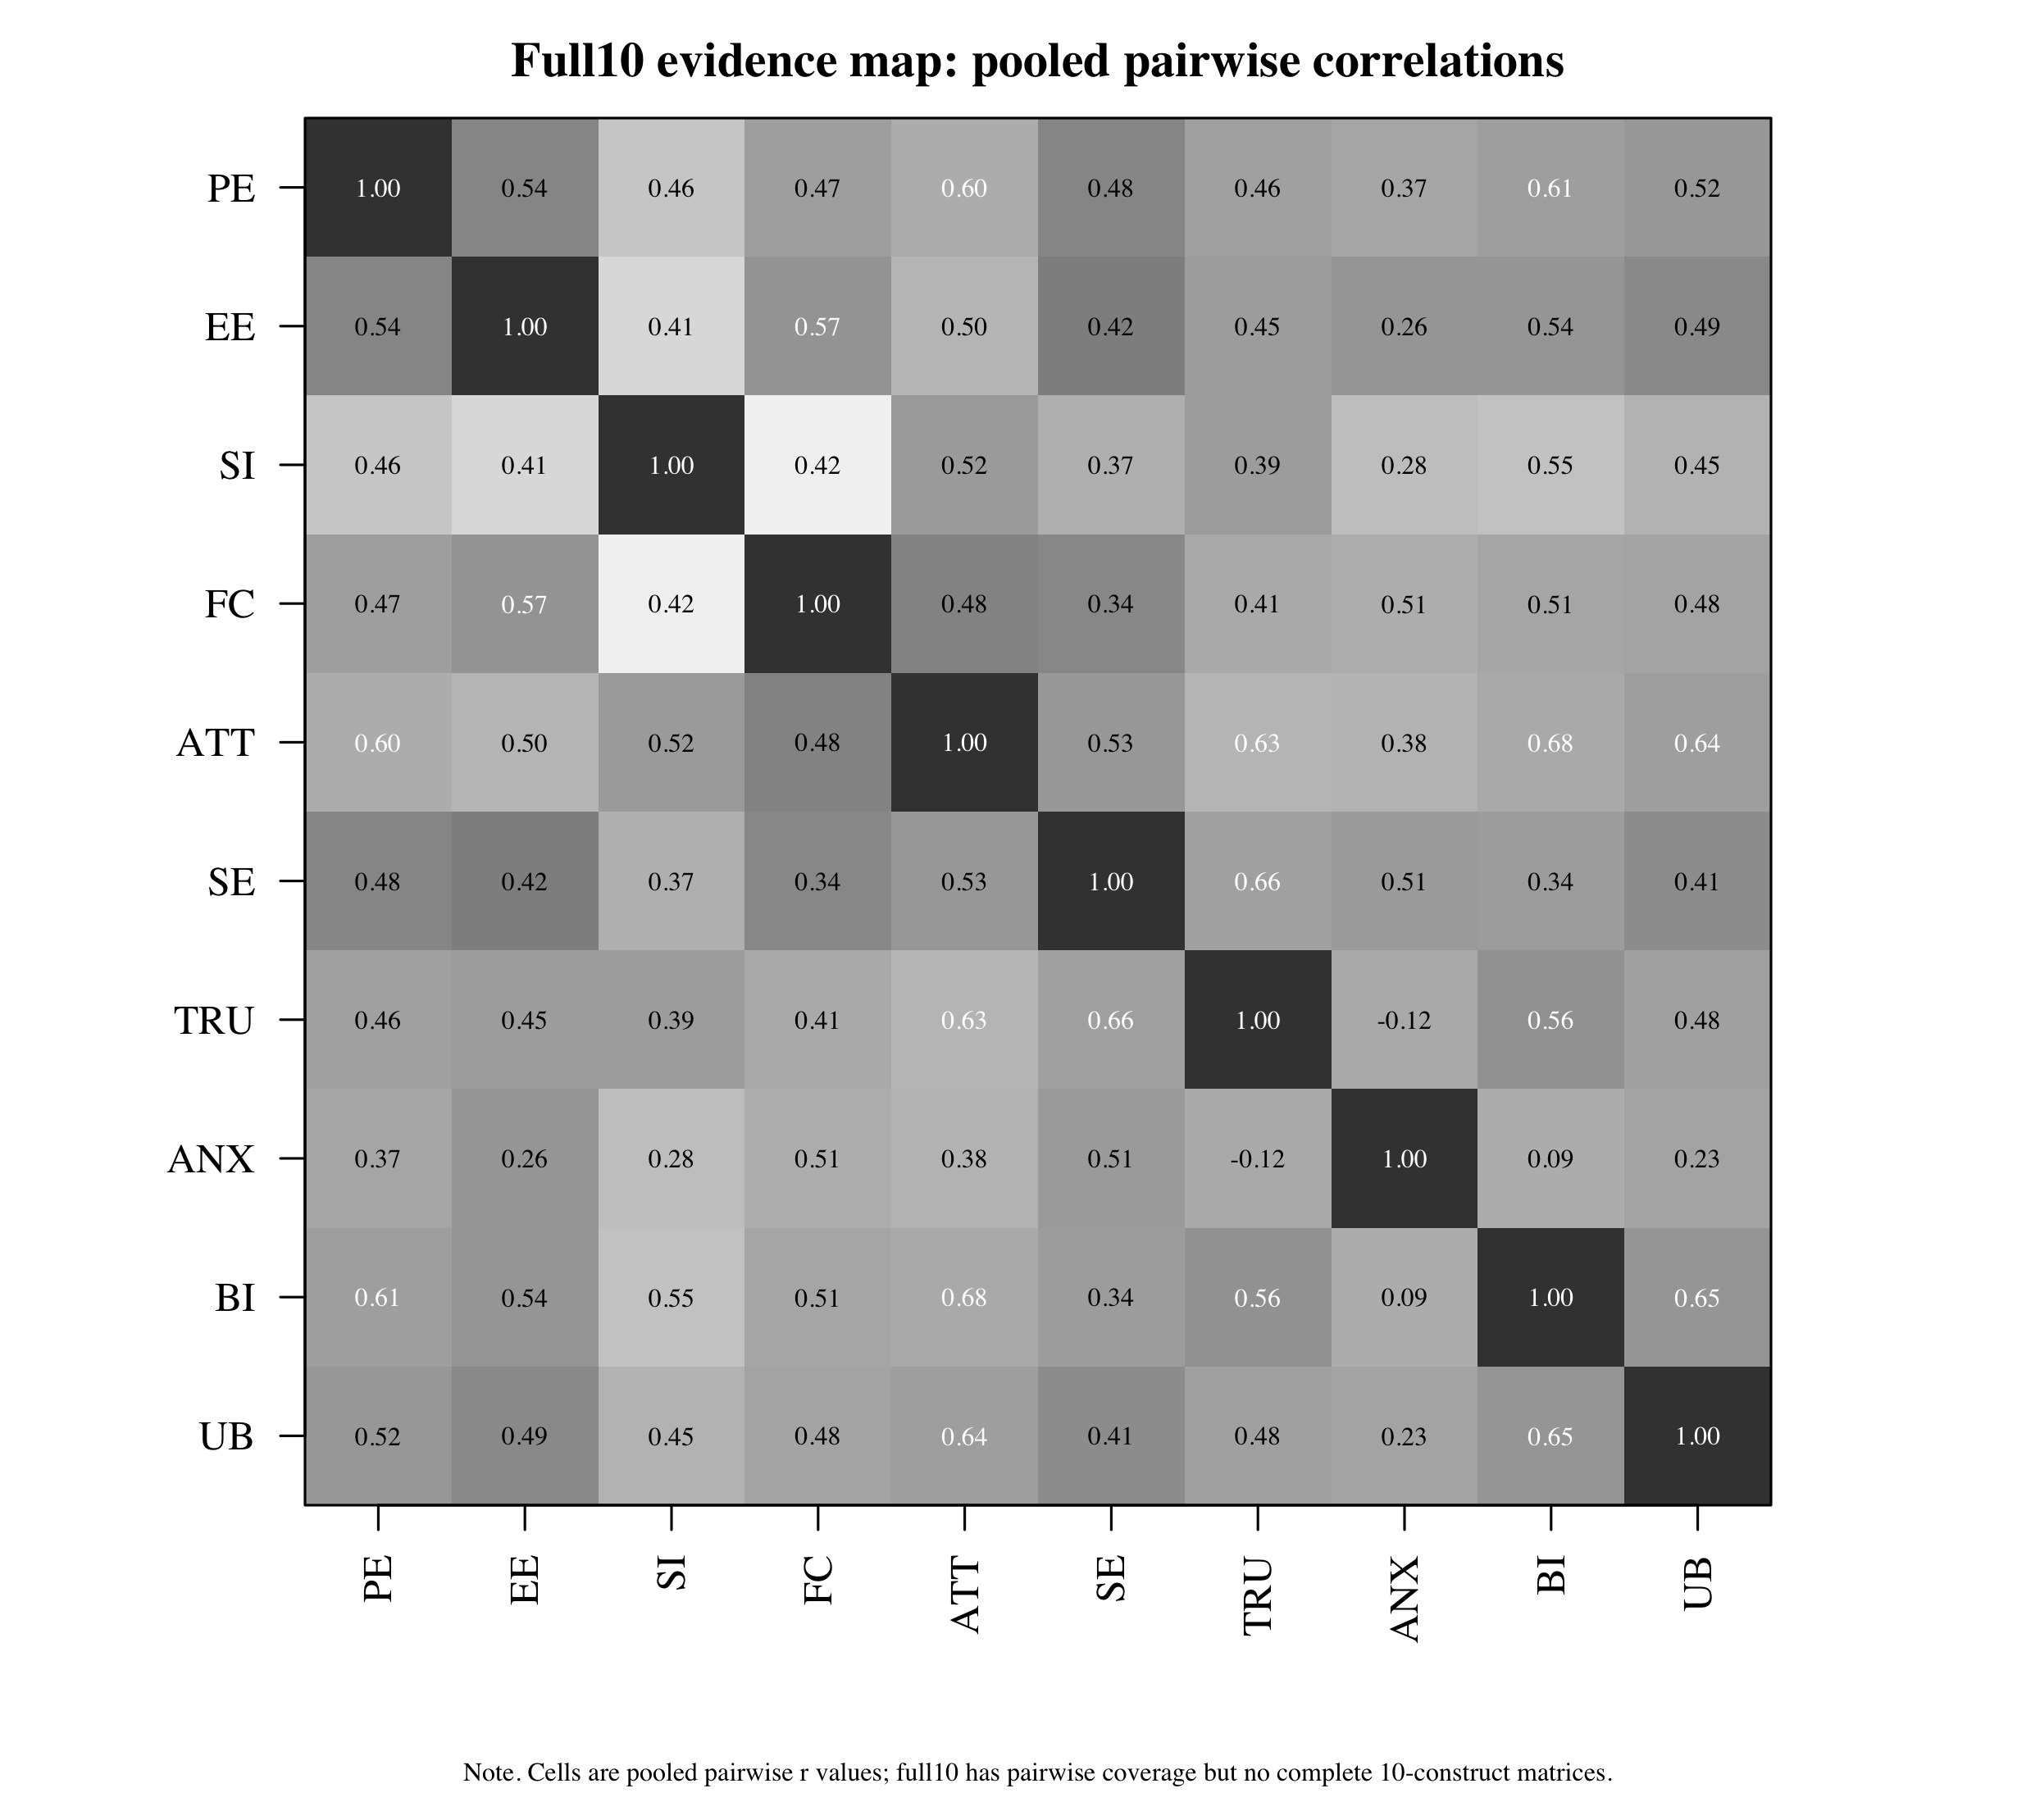 Full10 evidence map: pooled pairwise correlations
PE 1.00 0.54 0.46 0.47 0.60 0.48 0.46 0.37 0.61 0.52
EE 0.54 1.00 0.41 0.57 0.50 0.42 0.45 0.26 0.54 0.49
SI 0.46 0.41 1.00 0.42 0.52 0.37 0.39 0.28 0.55 0.45
FC 0.47 0.57 0.42 1.00 0.48 0.34 0.41 0.51 0.51 0.48
ATT 0.60 0.50 0.52 0.48 1.00 0.53 0.63 0.38 0.68 0.64
SE 0.48 0.42 0.37 0.34 0.53 1.00 0.66 0.51 0.34 0.41
TRU 0.46 0.45 0.39 0.41 0.63 0.66 1.00 -0.12 0.56 0.48
ANX 0.37 0.26 0.28 0.51 0.38 0.51 -0.12 1.00 0.09 0.23
BI 0.61 0.54 0.55 0.51 0.68 0.34 0.56 0.09 1.00 0.65
UB 0.52 0.49 0.45 0.48 0.64 0.41 0.48 0.23 0.65 1.00
PE EE SI FC ATT SE TRU ANX BI UB
Note. Cells are pooled pairwise r values; full10 has pairwise coverage but no complete 10-construct matrices.